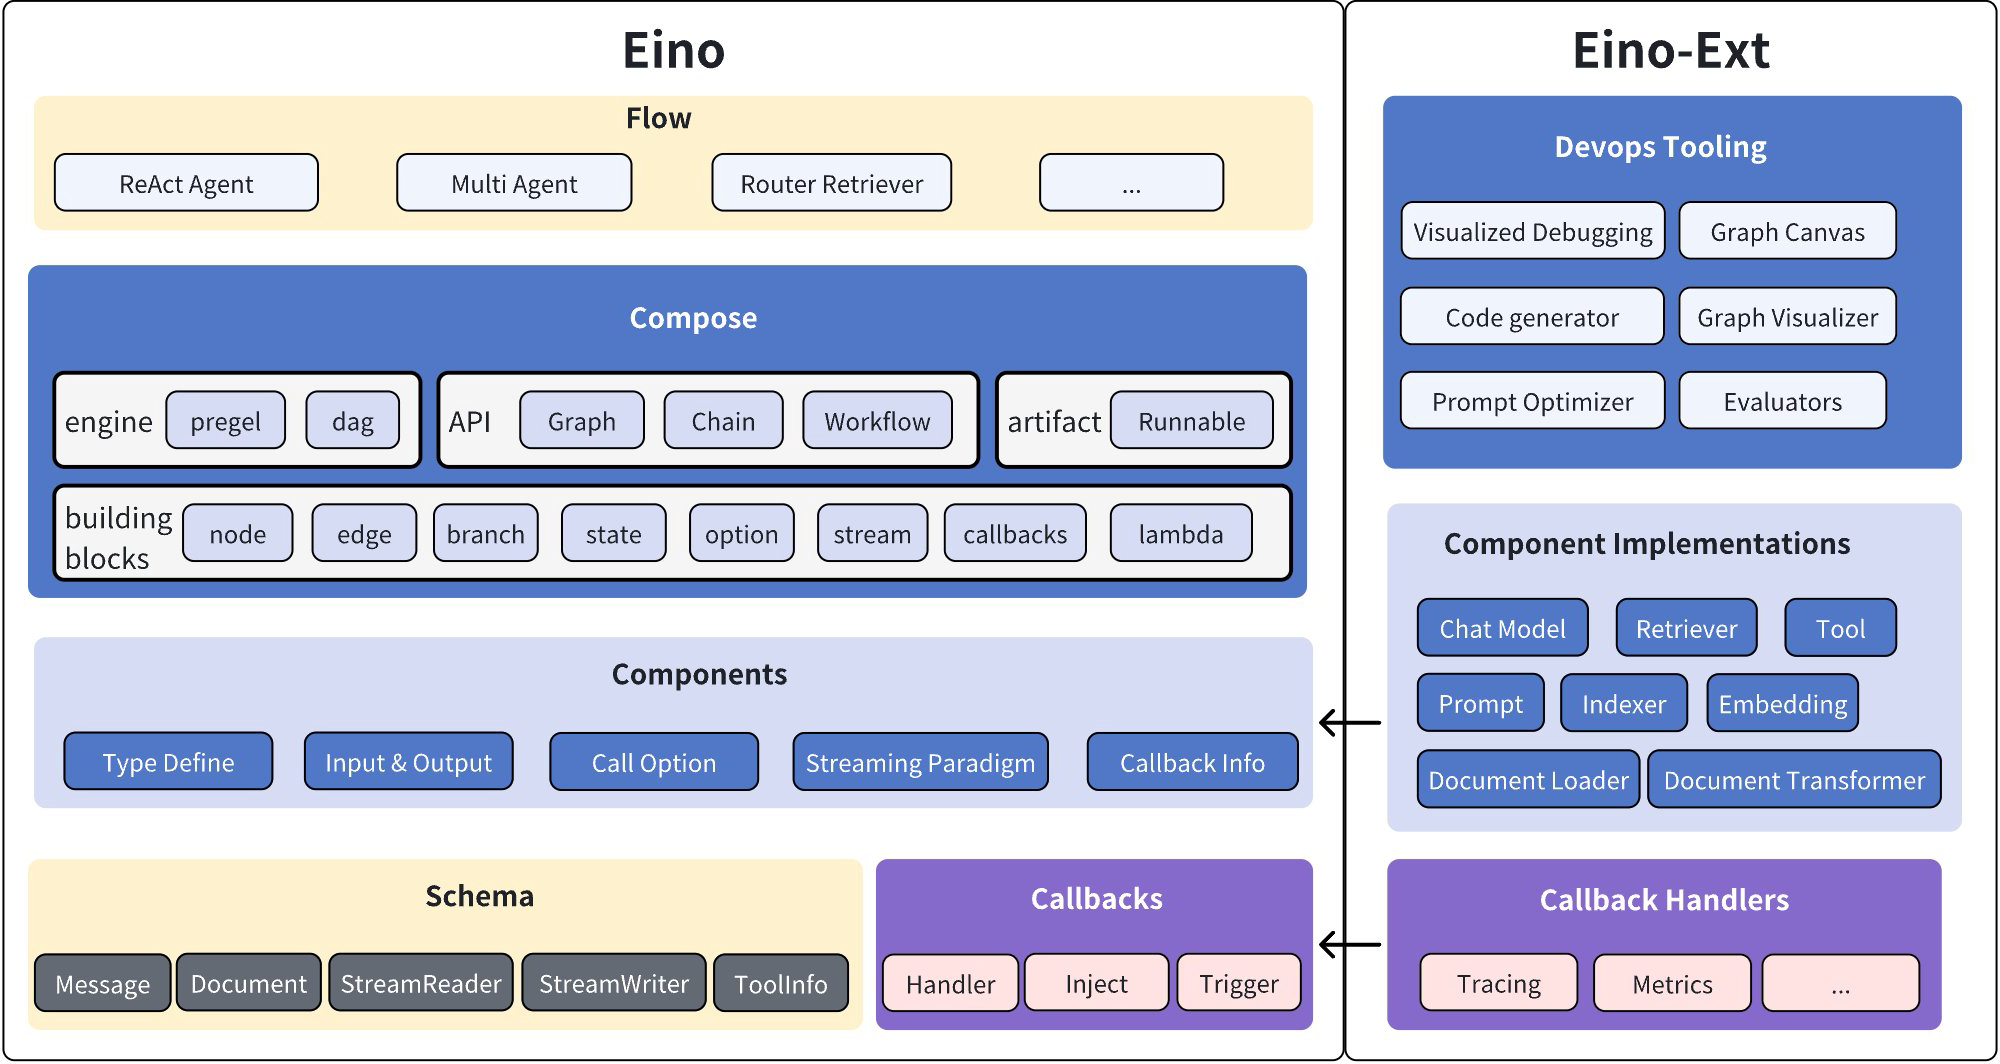 Eino
Flow
ReAct Agent
Multi Agent
Router Retriever
...
Compose
engine
pregel
dag
API
Graph
Chain
Workflow
artifact
Runnable
building
blocks
node
edge
branch
state
option
stream
callbacks
lambda
Components
Type Define
Input & Output
Call Option
Streaming Paradigm
Callback Info
Schema
Message
Document
StreamReader
StreamWriter
ToolInfo
Callbacks
Handler
Inject
Trigger
Eino-Ext
Devops Tooling
Visualized Debugging
Graph Canvas
Code generator
Graph Visualizer
Prompt Optimizer
Evaluators
Component Implementations
Chat Model
Retriever
Tool
Prompt
Indexer
Embedding
Document Loader
Document Transformer
Callback Handlers
Tracing
Metrics
...